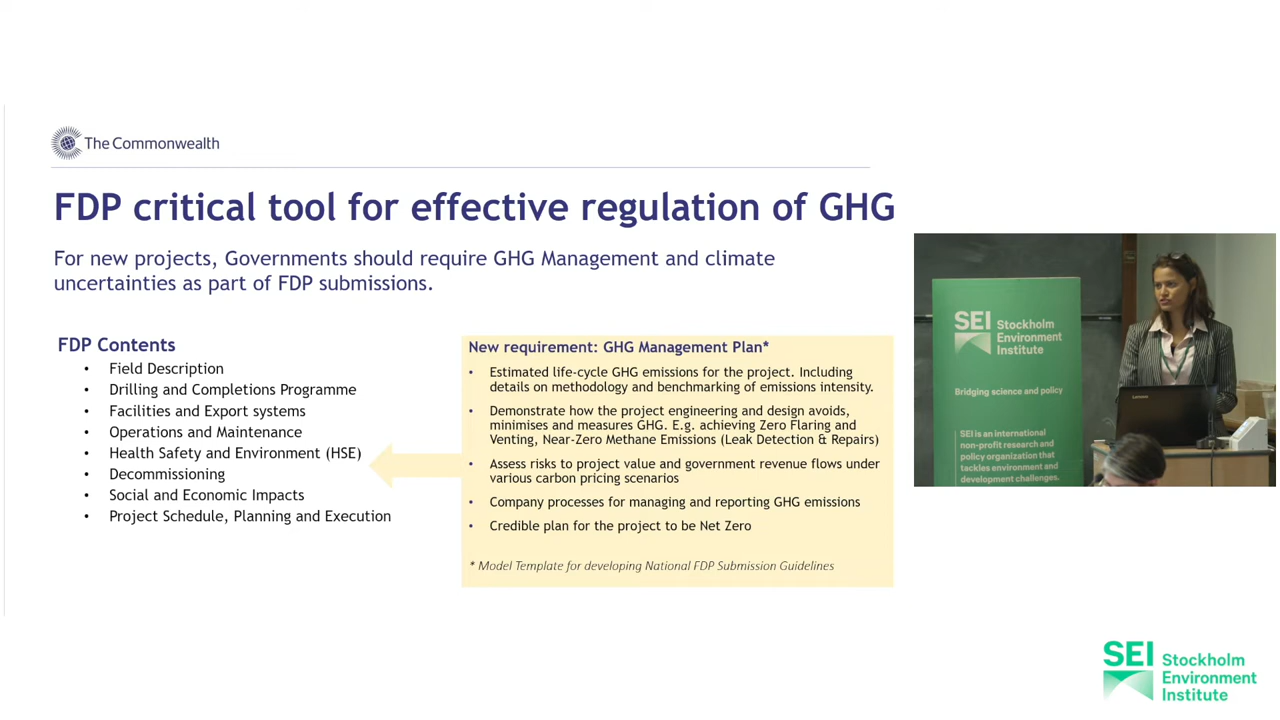 The Commonwealth
FDP critical tool for effective regulation of GHG
For new projects, Governments should require GHG Management and climate
uncertainties as part of FDP submissions.
FDP Contents
• Field Description
• Drilling and Completions Programme
• Facilities and Export systems
• Operations and Maintenance
• Health Safety and Environment (HSE)
• Decommissioning
• Social and Economic Impacts
• Project Schedule, Planning and Execution
New requirement: GHG Management Plan*
• Estimated life-cycle GHG emissions for the project. Including
details on methodology and benchmarking of emissions intensity.
• Demonstrate how the project engineering and design avoids,
minimises and measures GHG. E.g. achieving Zero Flaring and
Venting, Near-Zero Methane Emissions (Leak Detection & Repairs)
• Assess risks to project value and government revenue flows under
various carbon pricing scenarios
• Company processes for managing and reporting GHG emissions
• Credible plan for the project to be Net Zero
* Model Template for developing National FDP Submission Guidelines
SEI Stockholm
Environment
Institute
Bridging science and policy
SEI is an international
non-profit research and
policy organization that
tackles environment and
development challenges.
Lenovo
SEI Stockholm
Environment
Institute